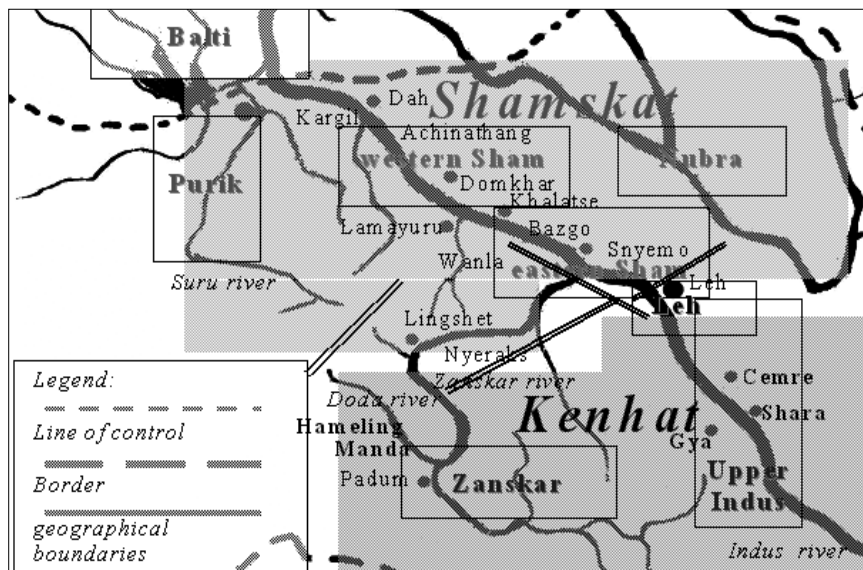 Balti
Dah
Shamskat
Kargil
Achinathang
western Sham
Nubra
Purik
Domkhar
Khalatse
Lamayuru
Bazgo
Snyemo
Wanla
eastern Sham
Suru river
Leh
Leh
Lingshet
Nyeraks
Zanskar river
Legend:
Line of control
Border
geographical
boundaries
Doda river
Cemre
Hameling
Kenhat
Shara
Manda
Gya
Padum
Zanskar
Upper
Indus
Indus river